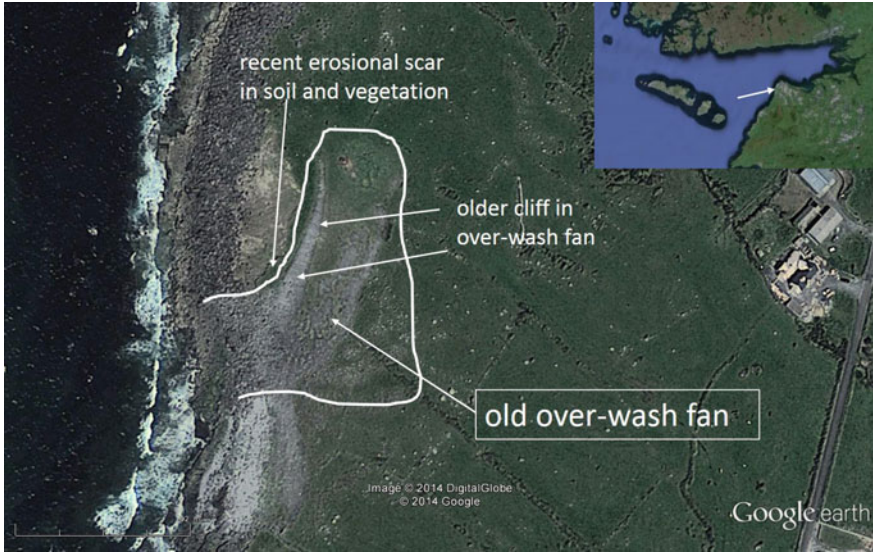 recent erosional scar
in soil and vegetation
older cliff in
over-wash fan
old over-wash fan
Image © 2014 DigitalGlobe
© 2014 Google
Google earth